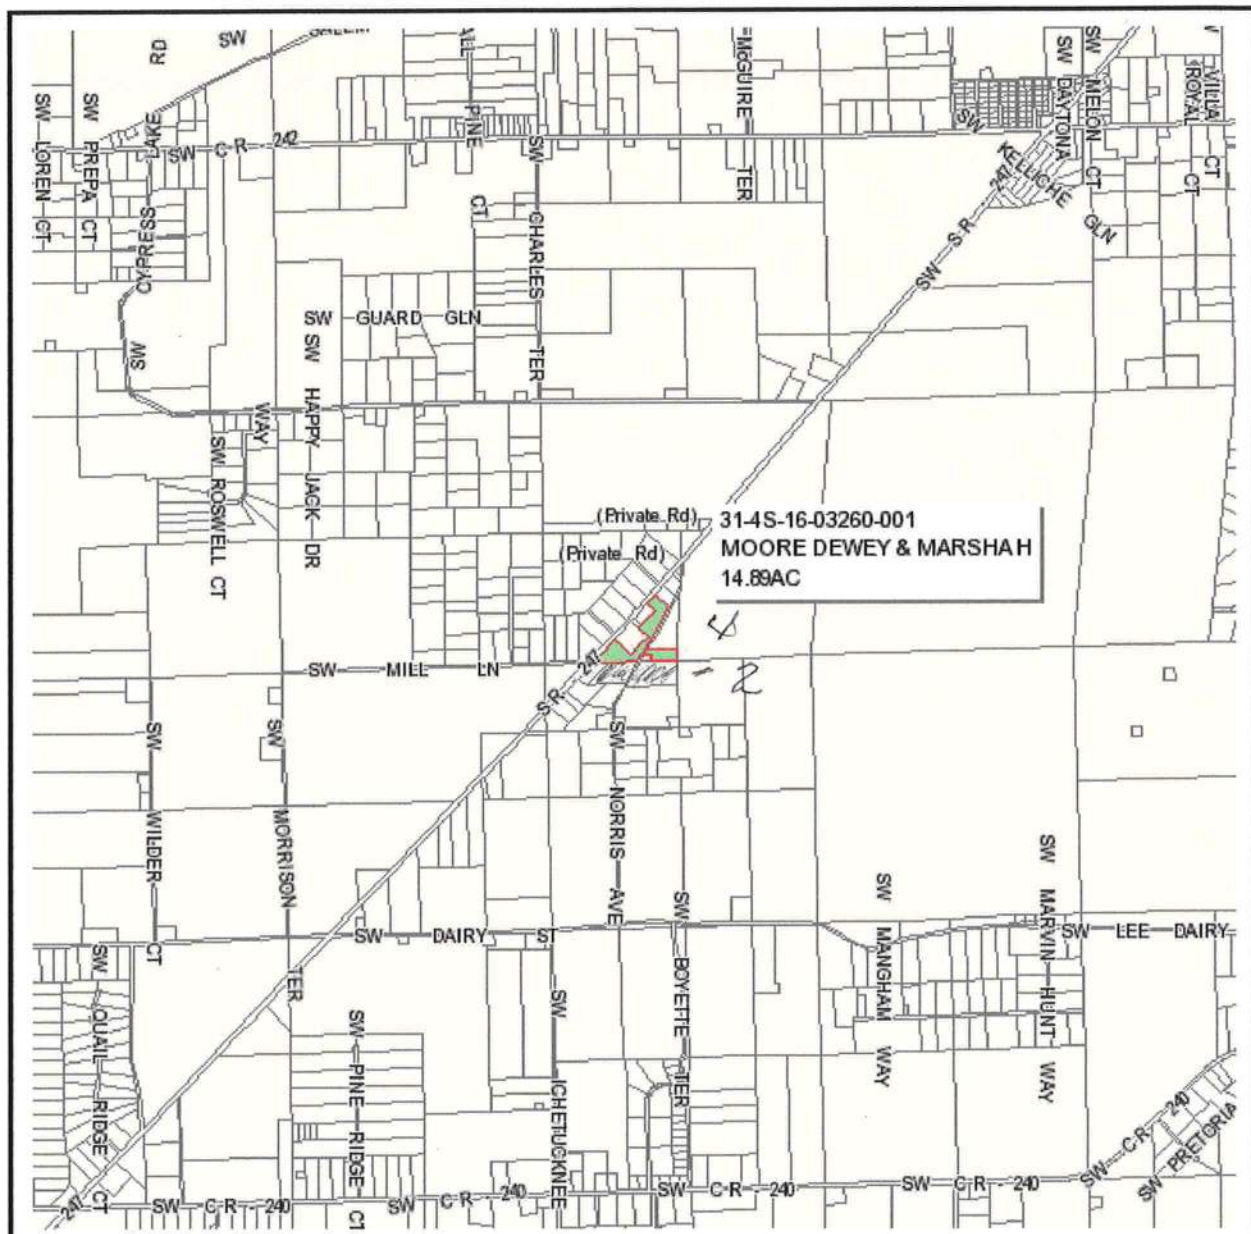 SW
RD
SW LOREN CT
SW PREPA CT
SW CYPRESS LAKE
SW C R - 242
PINE CT
SW CHARLES TER
McGUIRE TER
SW DAYTONA
SW MELON CT
ROYAL CT
VILLA CT
SW KELLICHE GLN
SW S R 247
SW GUARD GLN
SW HAPPY JACK DR
WAY
SW ROSWELL CT
(Private Rd)
(Private Rd)
31-4S-16-03260-001
MOORE DEWEY & MARSHA H
14.89AC
4
- 2
SW MILL LN
S R 247
SW WILDER CT
SW MORRISON TER
SW NORRIS AVE
SW BOYETTE TER
SW DAIRY ST
SW MANGHAM WAY
SW MARVIN HUNT WAY
SW LEE DAIRY
SW QUAIL RIDGE CT
SW PINE RIDGE CT
SW ICHETUCKNEE
SW C R - 240
SW PRETORIA
247
SW C R - 240
SW C R - 240
SW C R - 240